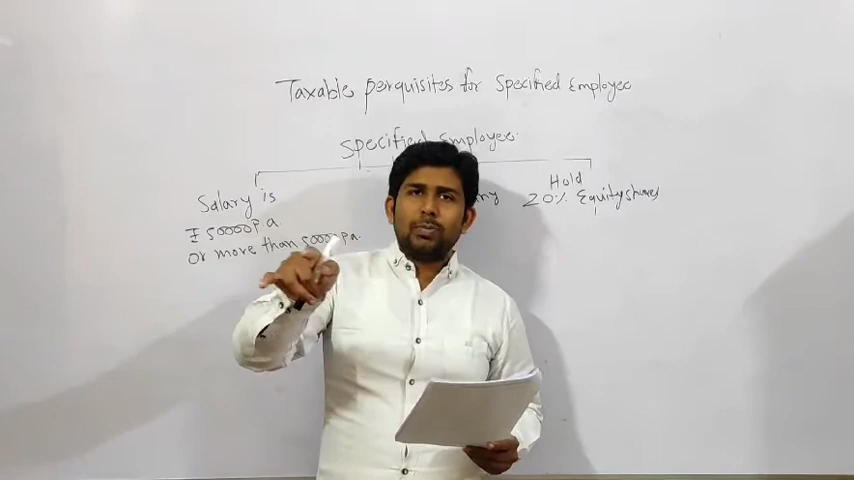 Taxable perquisites for Specified Employee
Specified Employee
Salary is
₹ 50000 P.a
or more than 50000 P.a.
Hold
20% Equity shares